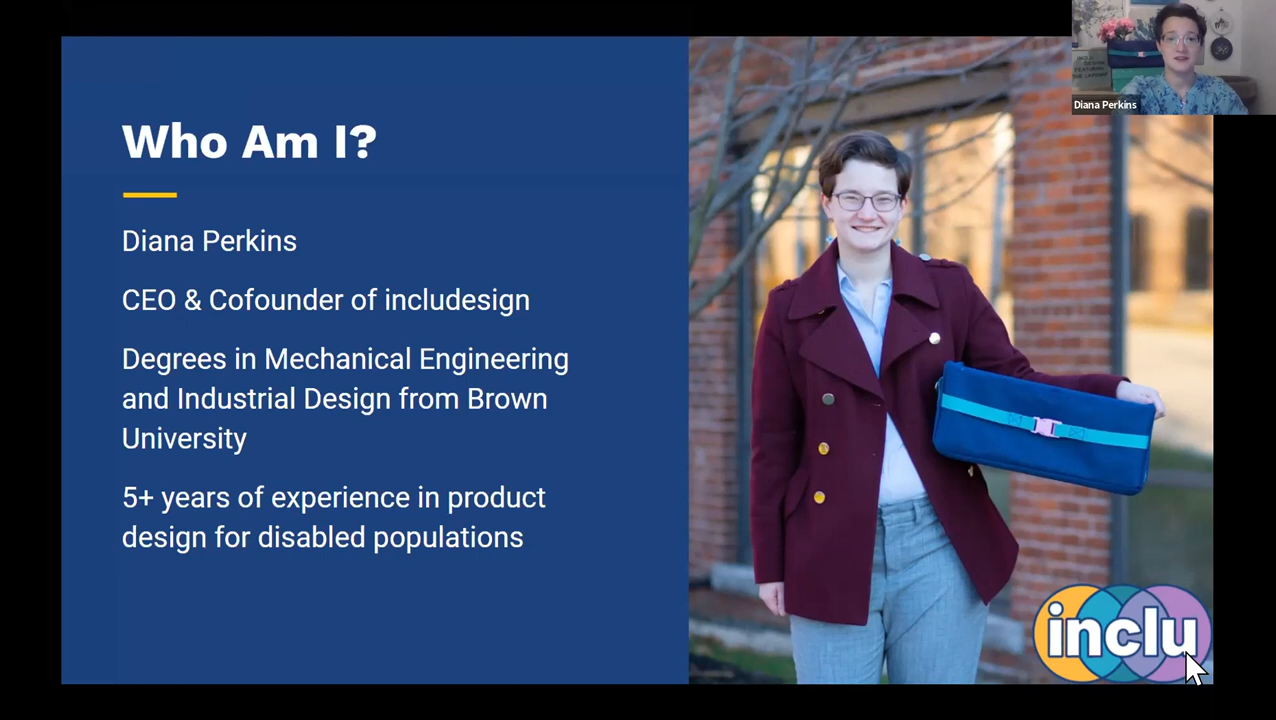 Who Am I?
Diana Perkins
CEO & Cofounder of includesign
Degrees in Mechanical Engineering
and Industrial Design from Brown
University
5+ years of experience in product
design for disabled populations
Diana Perkins
inclu